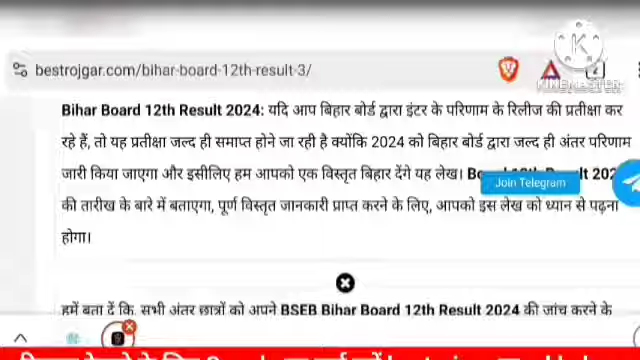 bestrojgar.com/bihar-board-12th-result-3/
K
KINEMASTER
2
Bihar Board 12th Result 2024: यदि आप बिहार बोर्ड द्वारा इंटर के परिणाम के रिलीज की प्रतीक्षा कर
रहे हैं, तो यह प्रतीक्षा जल्द ही समाप्त होने जा रही है क्योंकि 2024 को बिहार बोर्ड द्वारा जल्द ही अंतर परिणाम
जारी किया जाएगा और इसीलिए हम आपको एक विस्तृत बिहार देंगे यह लेख।
Join Telegram
की तारीख के बारे में बताएगा, पूर्ण विस्तृत जानकारी प्राप्त करने के लिए, आपको इस लेख को ध्यान से पढ़ना
होगा।
हमें बता दें कि, सभी अंतर छात्रों को अपने BSEB Bihar Board 12th Result 2024 की जांच करने के